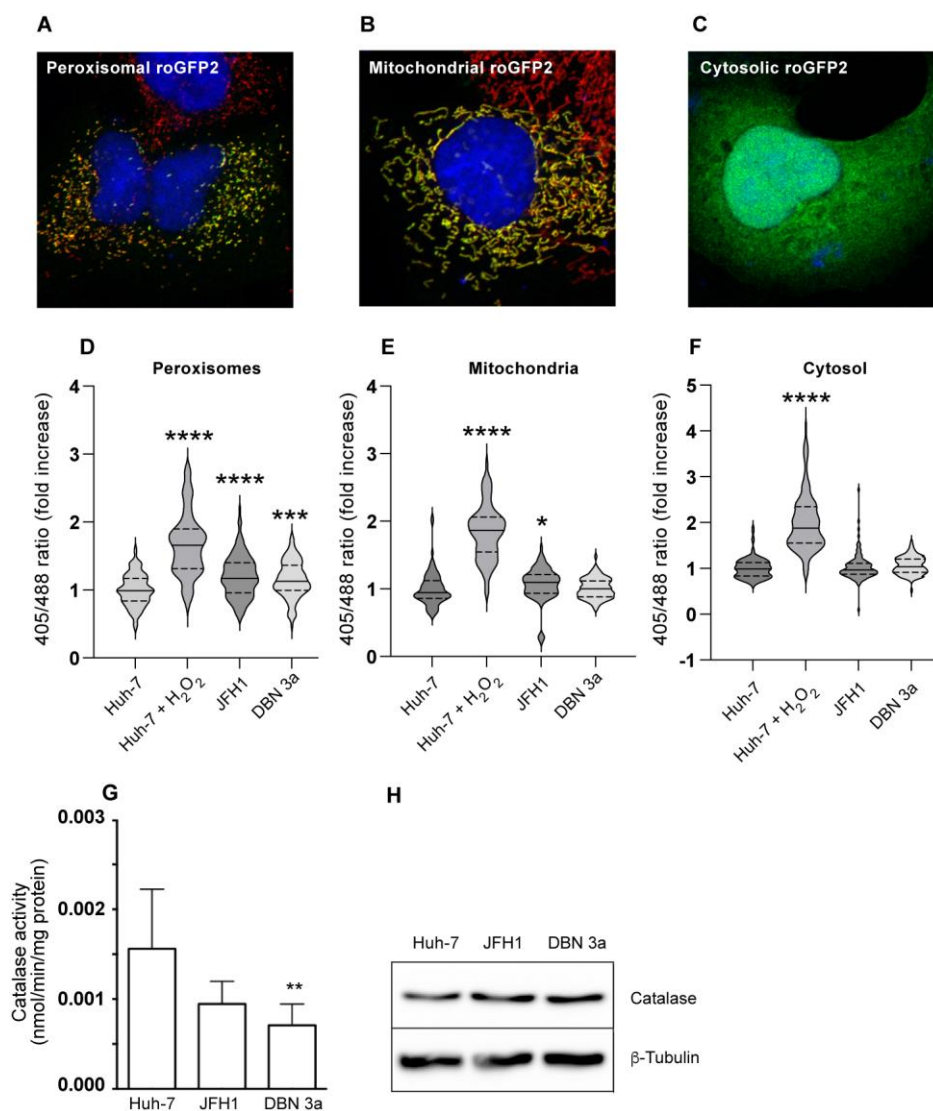 A
B
C
Peroxisomal roGFP2
Mitochondrial roGFP2
Cytosolic roGFP2
D
Peroxisomes
405/488 ratio (fold increase)
4
3
2
1
0
****
****
***
Huh-7
Huh-7 + H₂O₂
JFH1
DBN 3a
E
Mitochondria
405/488 ratio (fold increase)
4
3
2
1
0
****
*
Huh-7
Huh-7 + H₂O₂
JFH1
DBN 3a
F
Cytosol
405/488 ratio (fold increase)
5
4
3
2
1
0
-1
****
Huh-7
Huh-7 + H₂O₂
JFH1
DBN 3a
G
Catalase activity
(nmol/min/mg protein)
0.003
0.002
0.001
0.000
**
Huh-7
JFH1
DBN 3a
H
Huh-7
JFH1
DBN 3a
Catalase
β-Tubulin